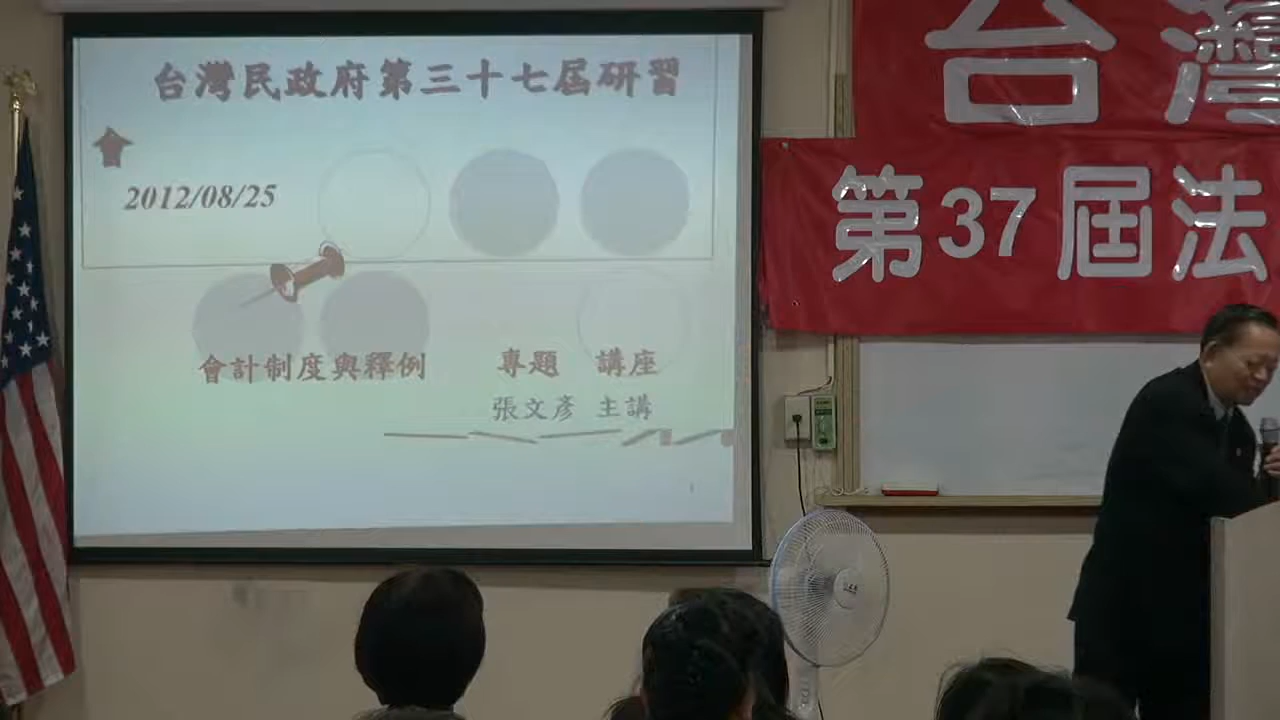 台灣民政府第三十七屆研習
2012/08/25
會計制度與釋例
專題 講座
張文彥 主講
台灣
第37屆法